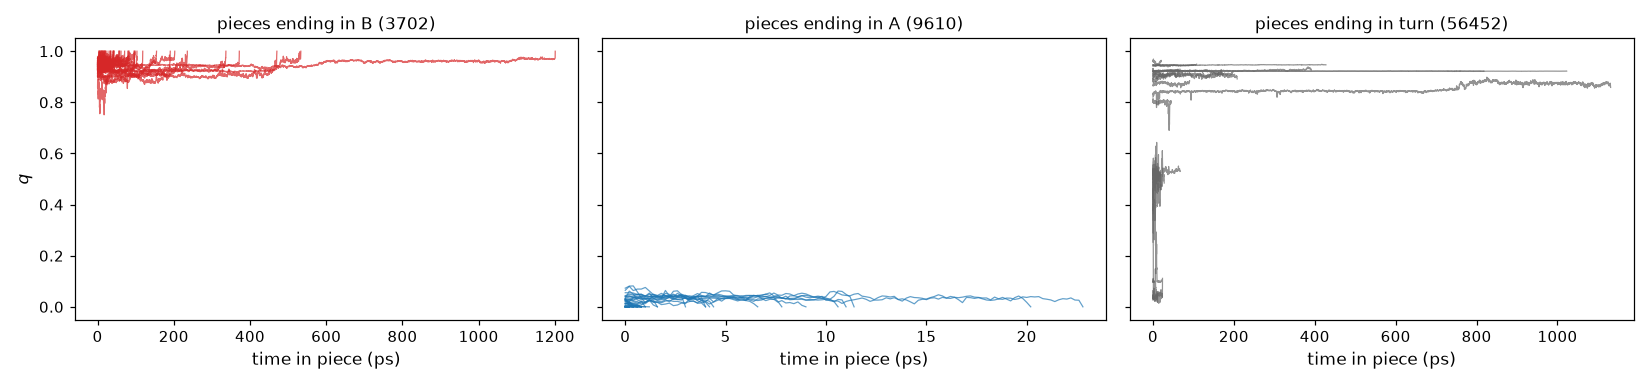 pieces ending in B (3702)
pieces ending in A (9610)
pieces ending in turn (56452)
q
1.0
0.8
0.6
0.4
0.2
0.0
0 200 400 600 800 1000 1200
time in piece (ps)
0 5 10 15 20
time in piece (ps)
0 200 400 600 800 1000
time in piece (ps)